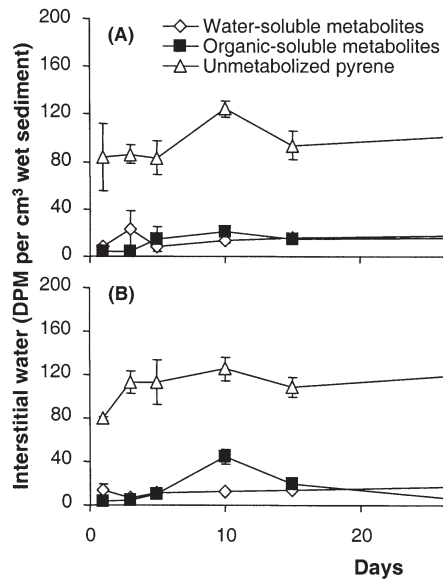 200
(A)
Water-soluble metabolites
Organic-soluble metabolites
Unmetabolized pyrene
160
120
80
40
0
Interstitial water (DPM per cm³ wet sediment)
200
(B)
160
120
80
40
0
0 10 20
Days